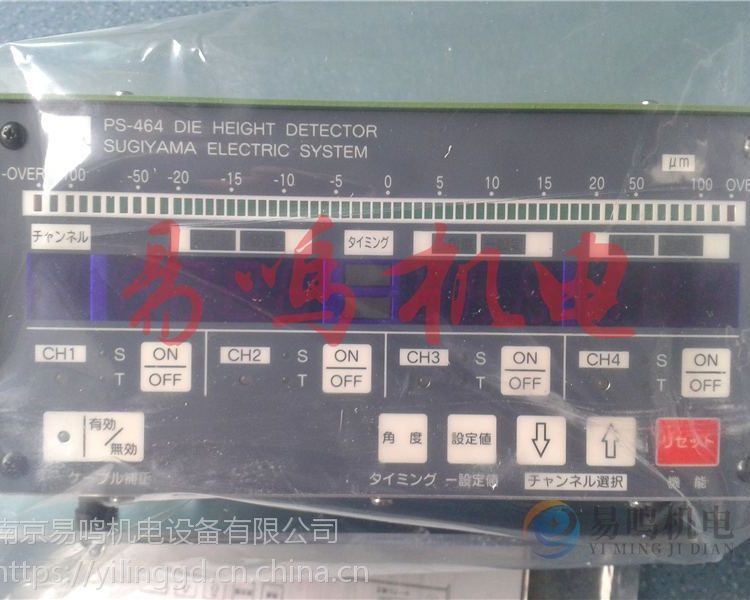 PS-464 DIE HEIGHT DETECTOR
SUGIYAMA ELECTRIC SYSTEM
μm
-OVER -100 -50 -20 -15 -10 -5 0 5 10 15 20 50 100 OVER
チャンネル タイミング
易鸣机电
CH1 S T ON/OFF CH2 S T ON/OFF CH3 S T ON/OFF CH4 S T ON/OFF
有効/無効 角度 設定値 リセット
ケーブル補正 タイミング 一設定値 チャンネル選択 機能
易鸣机电
YI MING JI DIAN
南京易鸣机电设备有限公司
https://yilinggd.cn.china.cn